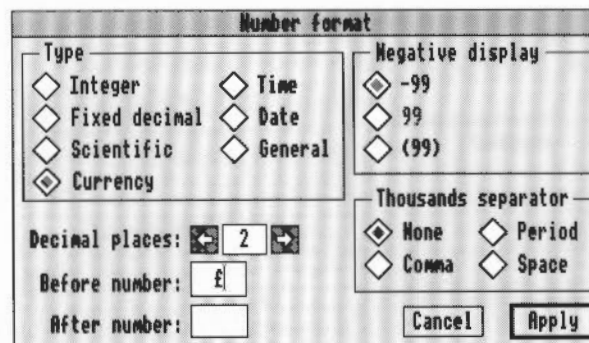 Number format
Type
Integer
Time
Fixed decimal
Date
Scientific
General
Currency
Negative display
-99
99
(99)
Thousands separator
None
Period
Comma
Space
Decimal places: 2
Before number: £
After number:
Cancel
Apply